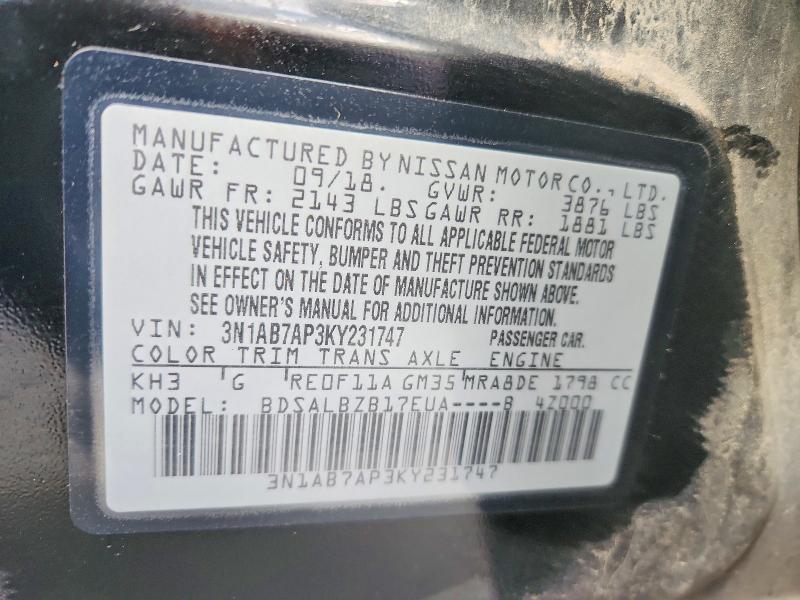 MANUFACTURED BY NISSAN MOTOR CO., LTD.
DATE: 09/18. GVWR: 3876 LBS
GAWR FR: 2143 LBS GAWR RR: 1881 LBS
THIS VEHICLE CONFORMS TO ALL APPLICABLE FEDERAL MOTOR
VEHICLE SAFETY, BUMPER AND THEFT PREVENTION STANDARDS
IN EFFECT ON THE DATE OF MANUFACTURE SHOWN ABOVE.
SEE OWNER'S MANUAL FOR ADDITIONAL INFORMATION.
VIN: 3N1AB7AP3KY231747 PASSENGER CAR.
COLOR TRIM TRANS AXLE ENGINE
KH3 G RE0F11A GM35 MRA8DE 1798 CC
MODEL: BDSALBZB17EUA----B 4Z000
3N1AB7AP3KY231747